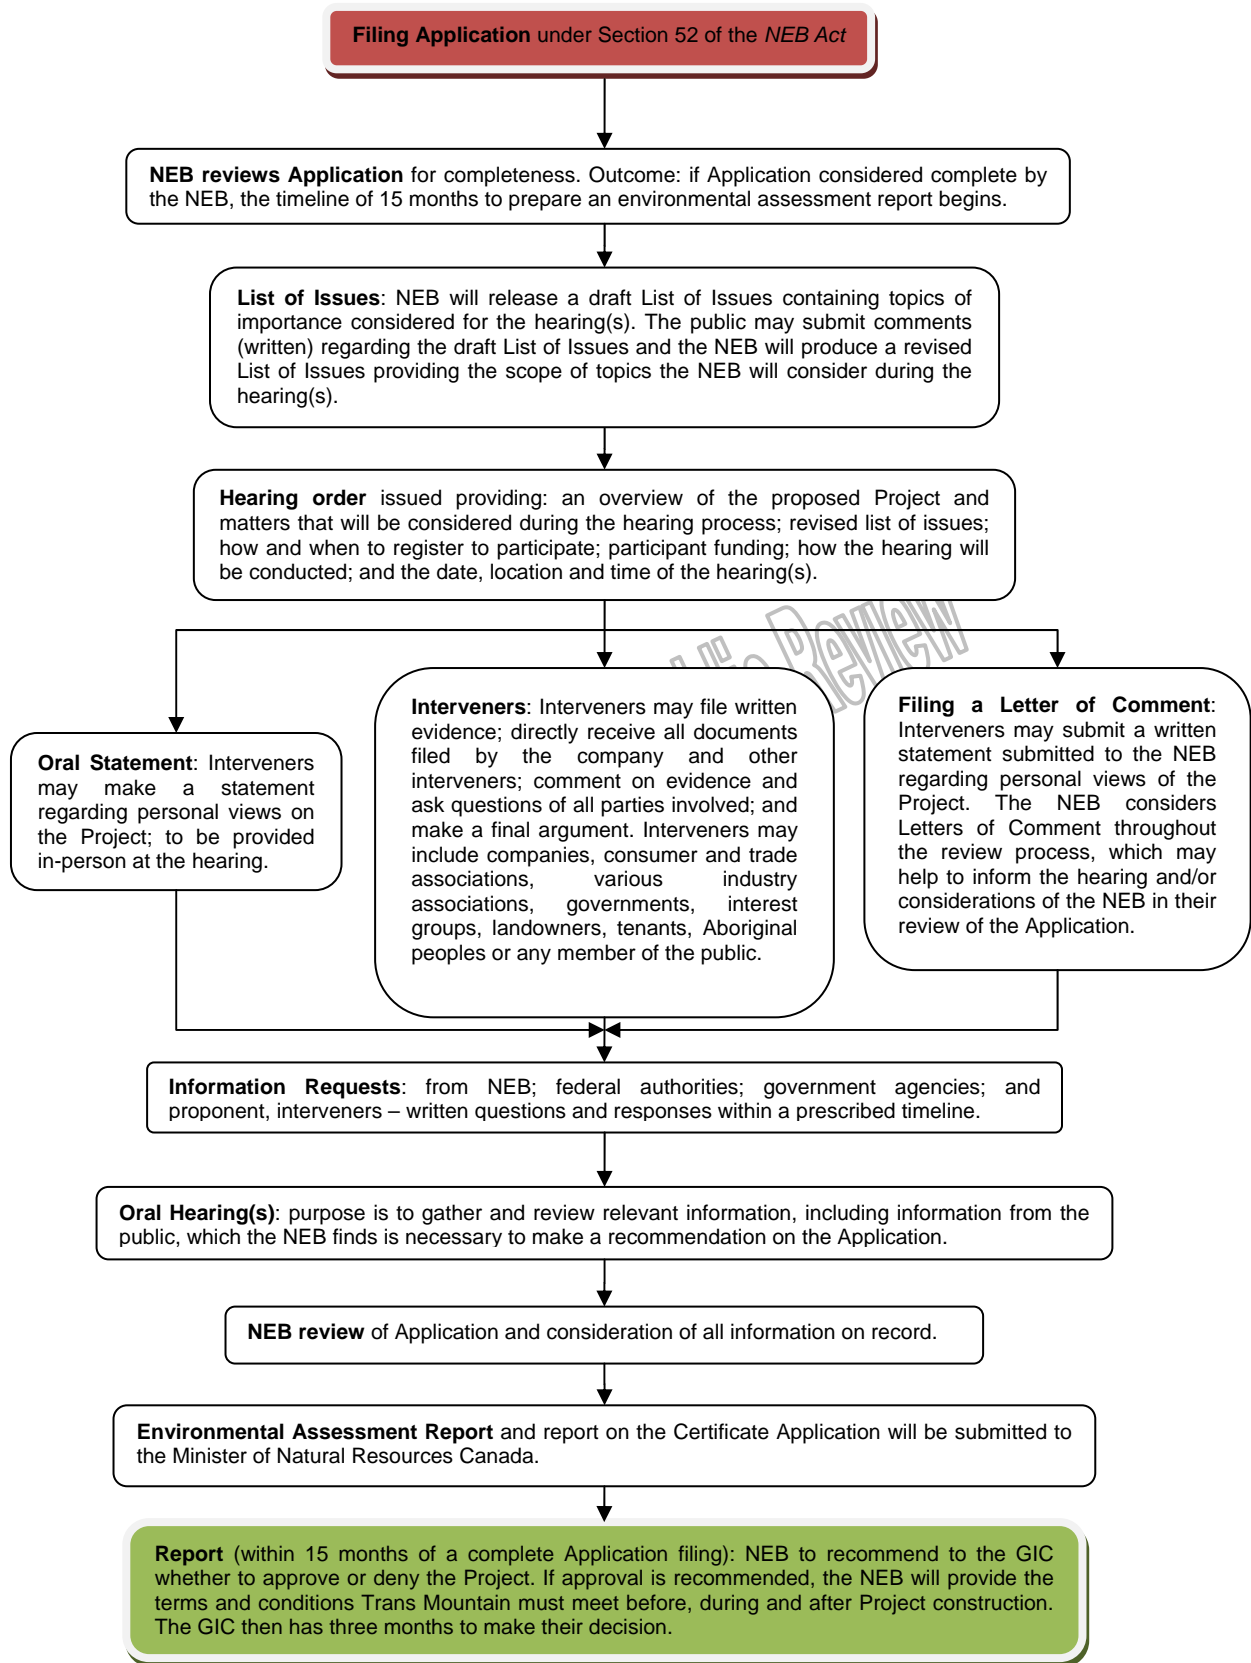 Filing Application under Section 52 of the NEB Act
NEB reviews Application for completeness. Outcome: if Application considered complete by
the NEB, the timeline of 15 months to prepare an environmental assessment report begins.
List of Issues: NEB will release a draft List of Issues containing topics of
importance considered for the hearing(s). The public may submit comments
(written) regarding the draft List of Issues and the NEB will produce a revised
List of Issues providing the scope of topics the NEB will consider during the
hearing(s).
Hearing order issued providing: an overview of the proposed Project and
matters that will be considered during the hearing process; revised list of issues;
how and when to register to participate; participant funding; how the hearing will
be conducted; and the date, location and time of the hearing(s).
Review
Oral Statement: Interveners
may make a statement
regarding personal views on
the Project; to be provided
in-person at the hearing.
Interveners: Interveners may file written
evidence; directly receive all documents
filed by the company and other
interveners; comment on evidence and
ask questions of all parties involved; and
make a final argument. Interveners may
include companies, consumer and trade
associations, various industry
associations, governments, interest
groups, landowners, tenants, Aboriginal
peoples or any member of the public.
Filing a Letter of Comment:
Interveners may submit a written
statement submitted to the NEB
regarding personal views of the
Project. The NEB considers
Letters of Comment throughout
the review process, which may
help to inform the hearing and/or
considerations of the NEB in their
review of the Application.
Information Requests: from NEB; federal authorities; government agencies; and
proponent, interveners – written questions and responses within a prescribed timeline.
Oral Hearing(s): purpose is to gather and review relevant information, including information from the
public, which the NEB finds is necessary to make a recommendation on the Application.
NEB review of Application and consideration of all information on record.
Environmental Assessment Report and report on the Certificate Application will be submitted to
the Minister of Natural Resources Canada.
Report (within 15 months of a complete Application filing): NEB to recommend to the GIC
whether to approve or deny the Project. If approval is recommended, the NEB will provide the
terms and conditions Trans Mountain must meet before, during and after Project construction.
The GIC then has three months to make their decision.